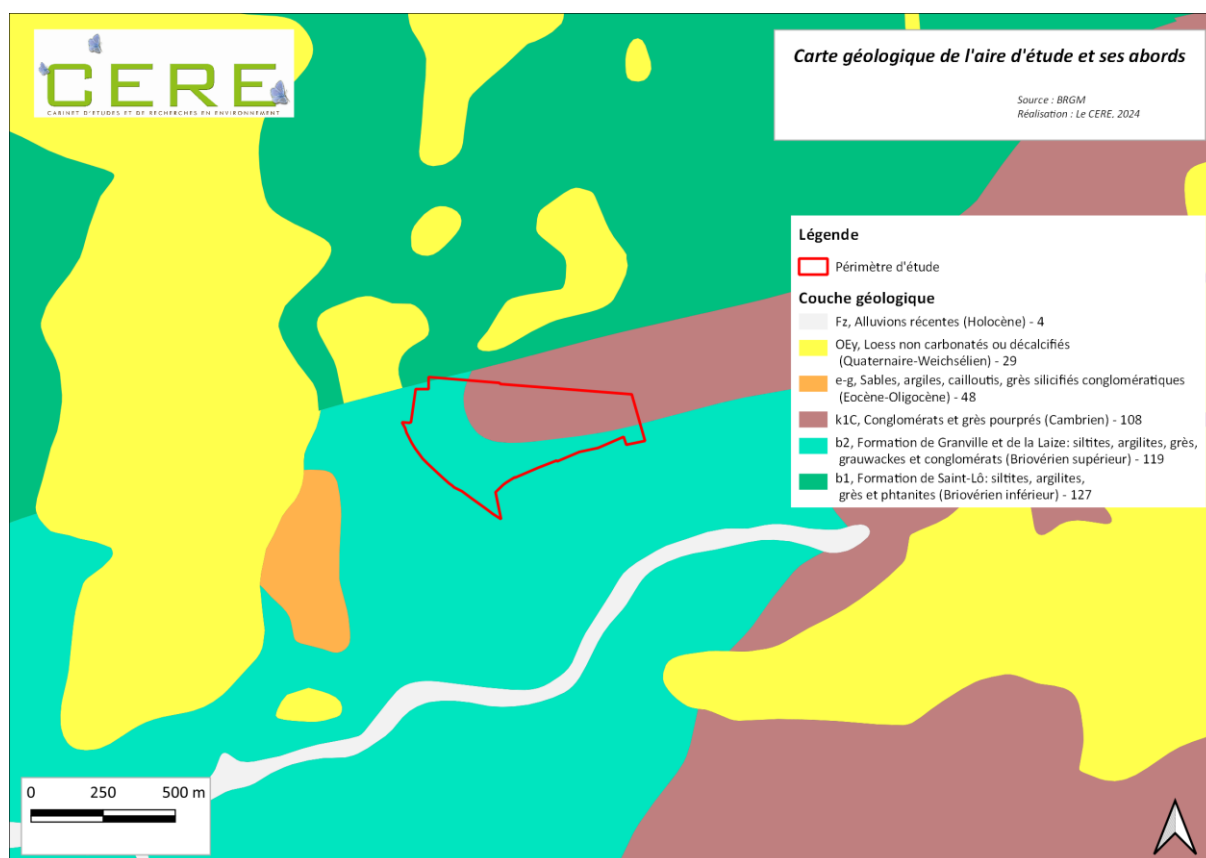 CERE
CABINET D'ETUDES ET DE RECHERCHES EN ENVIRONNEMENT
Carte géologique de l'aire d'étude et ses abords
Source : BRGM
Réalisation : Le CERE. 2024
Légende
Périmètre d'étude
Couche géologique
Fz, Alluvions récentes (Holocène) - 4
OEy, Loess non carbonatés ou décalcifiés
(Quaternaire-Weichsélien) - 29
e-g, Sables, argiles, cailloutis, grès silicifiés conglomératiques
(Eocène-Oligocène) - 48
k1C, Conglomérats et grès pourprés (Cambrien) - 108
b2, Formation de Granville et de la Laize: siltites, argilites, grès,
grauwackes et conglomérats (Briovérien supérieur) - 119
b1, Formation de Saint-Lô: siltites, argilites,
grès et phtanites (Briovérien inférieur) - 127
0 250 500 m